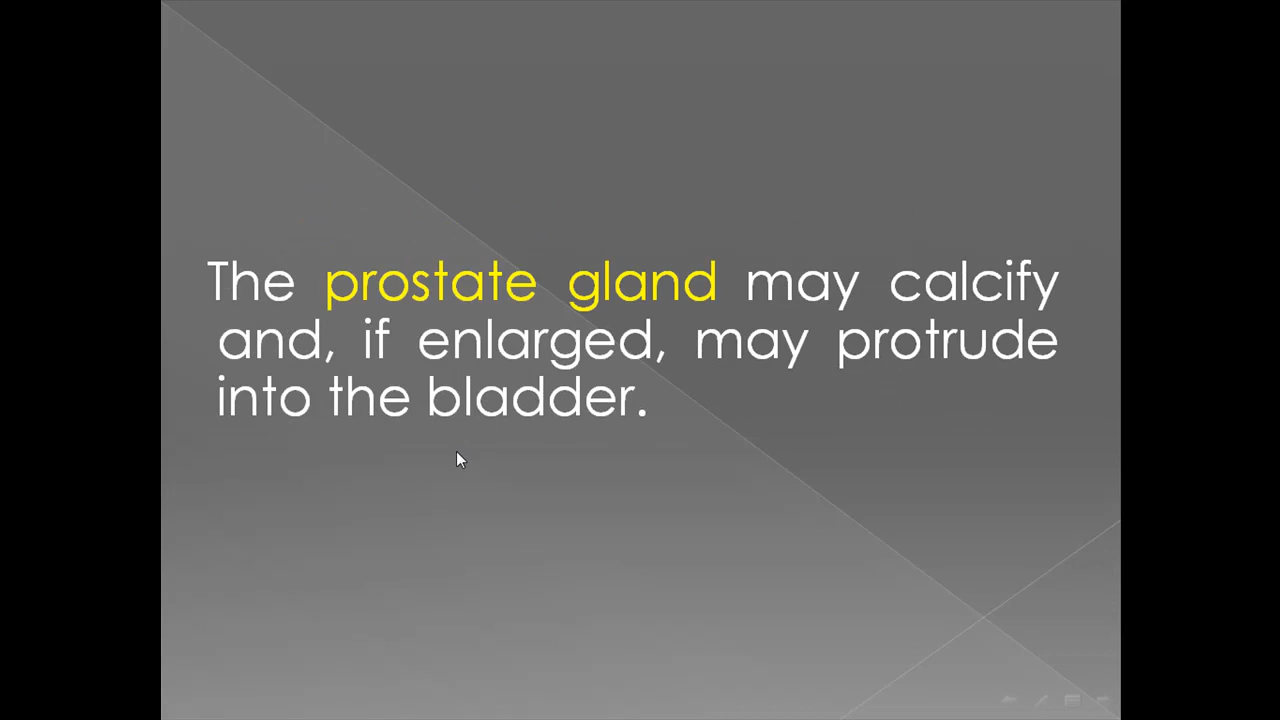 The prostate gland may calcify
and, if enlarged, may protrude
into the bladder.